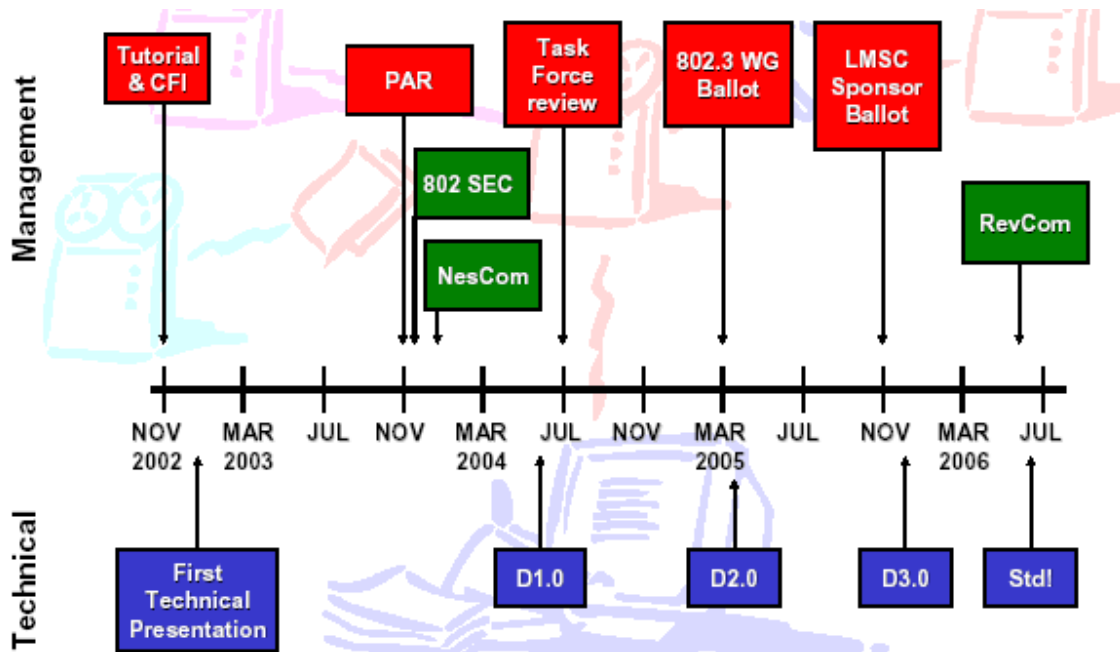 Management
Tutorial
& CFI
PAR
Task
Force
review
802.3 WG
Ballot
LMSC
Sponsor
Ballot
802 SEC
NesCom
RevCom
NOV
2002
MAR
2003
JUL
NOV
MAR
2004
JUL
NOV
MAR
2005
JUL
NOV
MAR
2006
JUL
Technical
First
Technical
Presentation
D1.0
D2.0
D3.0
Std!